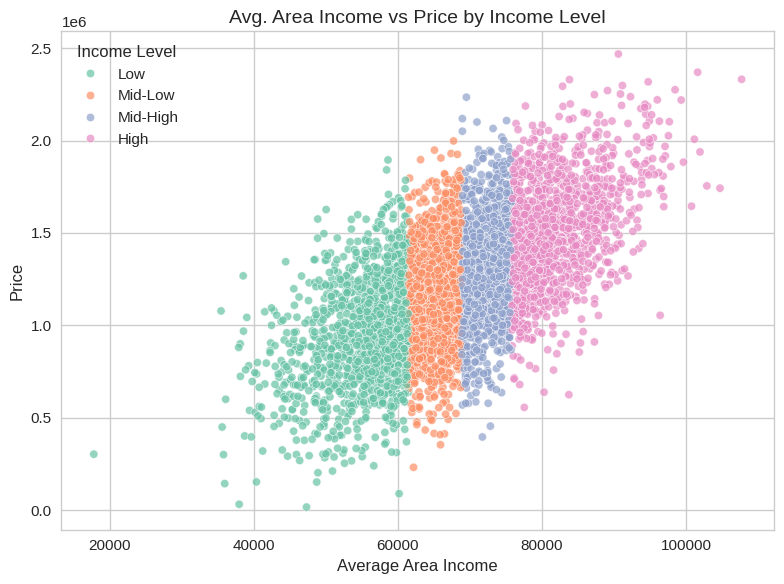 Avg. Area Income vs Price by Income Level
1e6
Income Level
Low
Mid-Low
Mid-High
High
2.5
2.0
1.5
1.0
0.5
0.0
Price
20000 40000 60000 80000 100000
Average Area Income